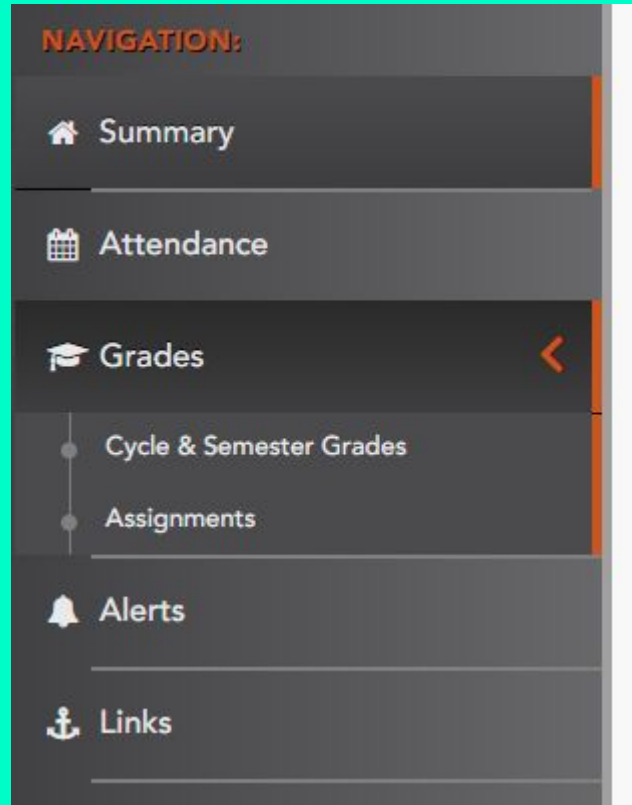 NAVIGATION:
Summary
Attendance
Grades
Cycle & Semester Grades
Assignments
Alerts
Links